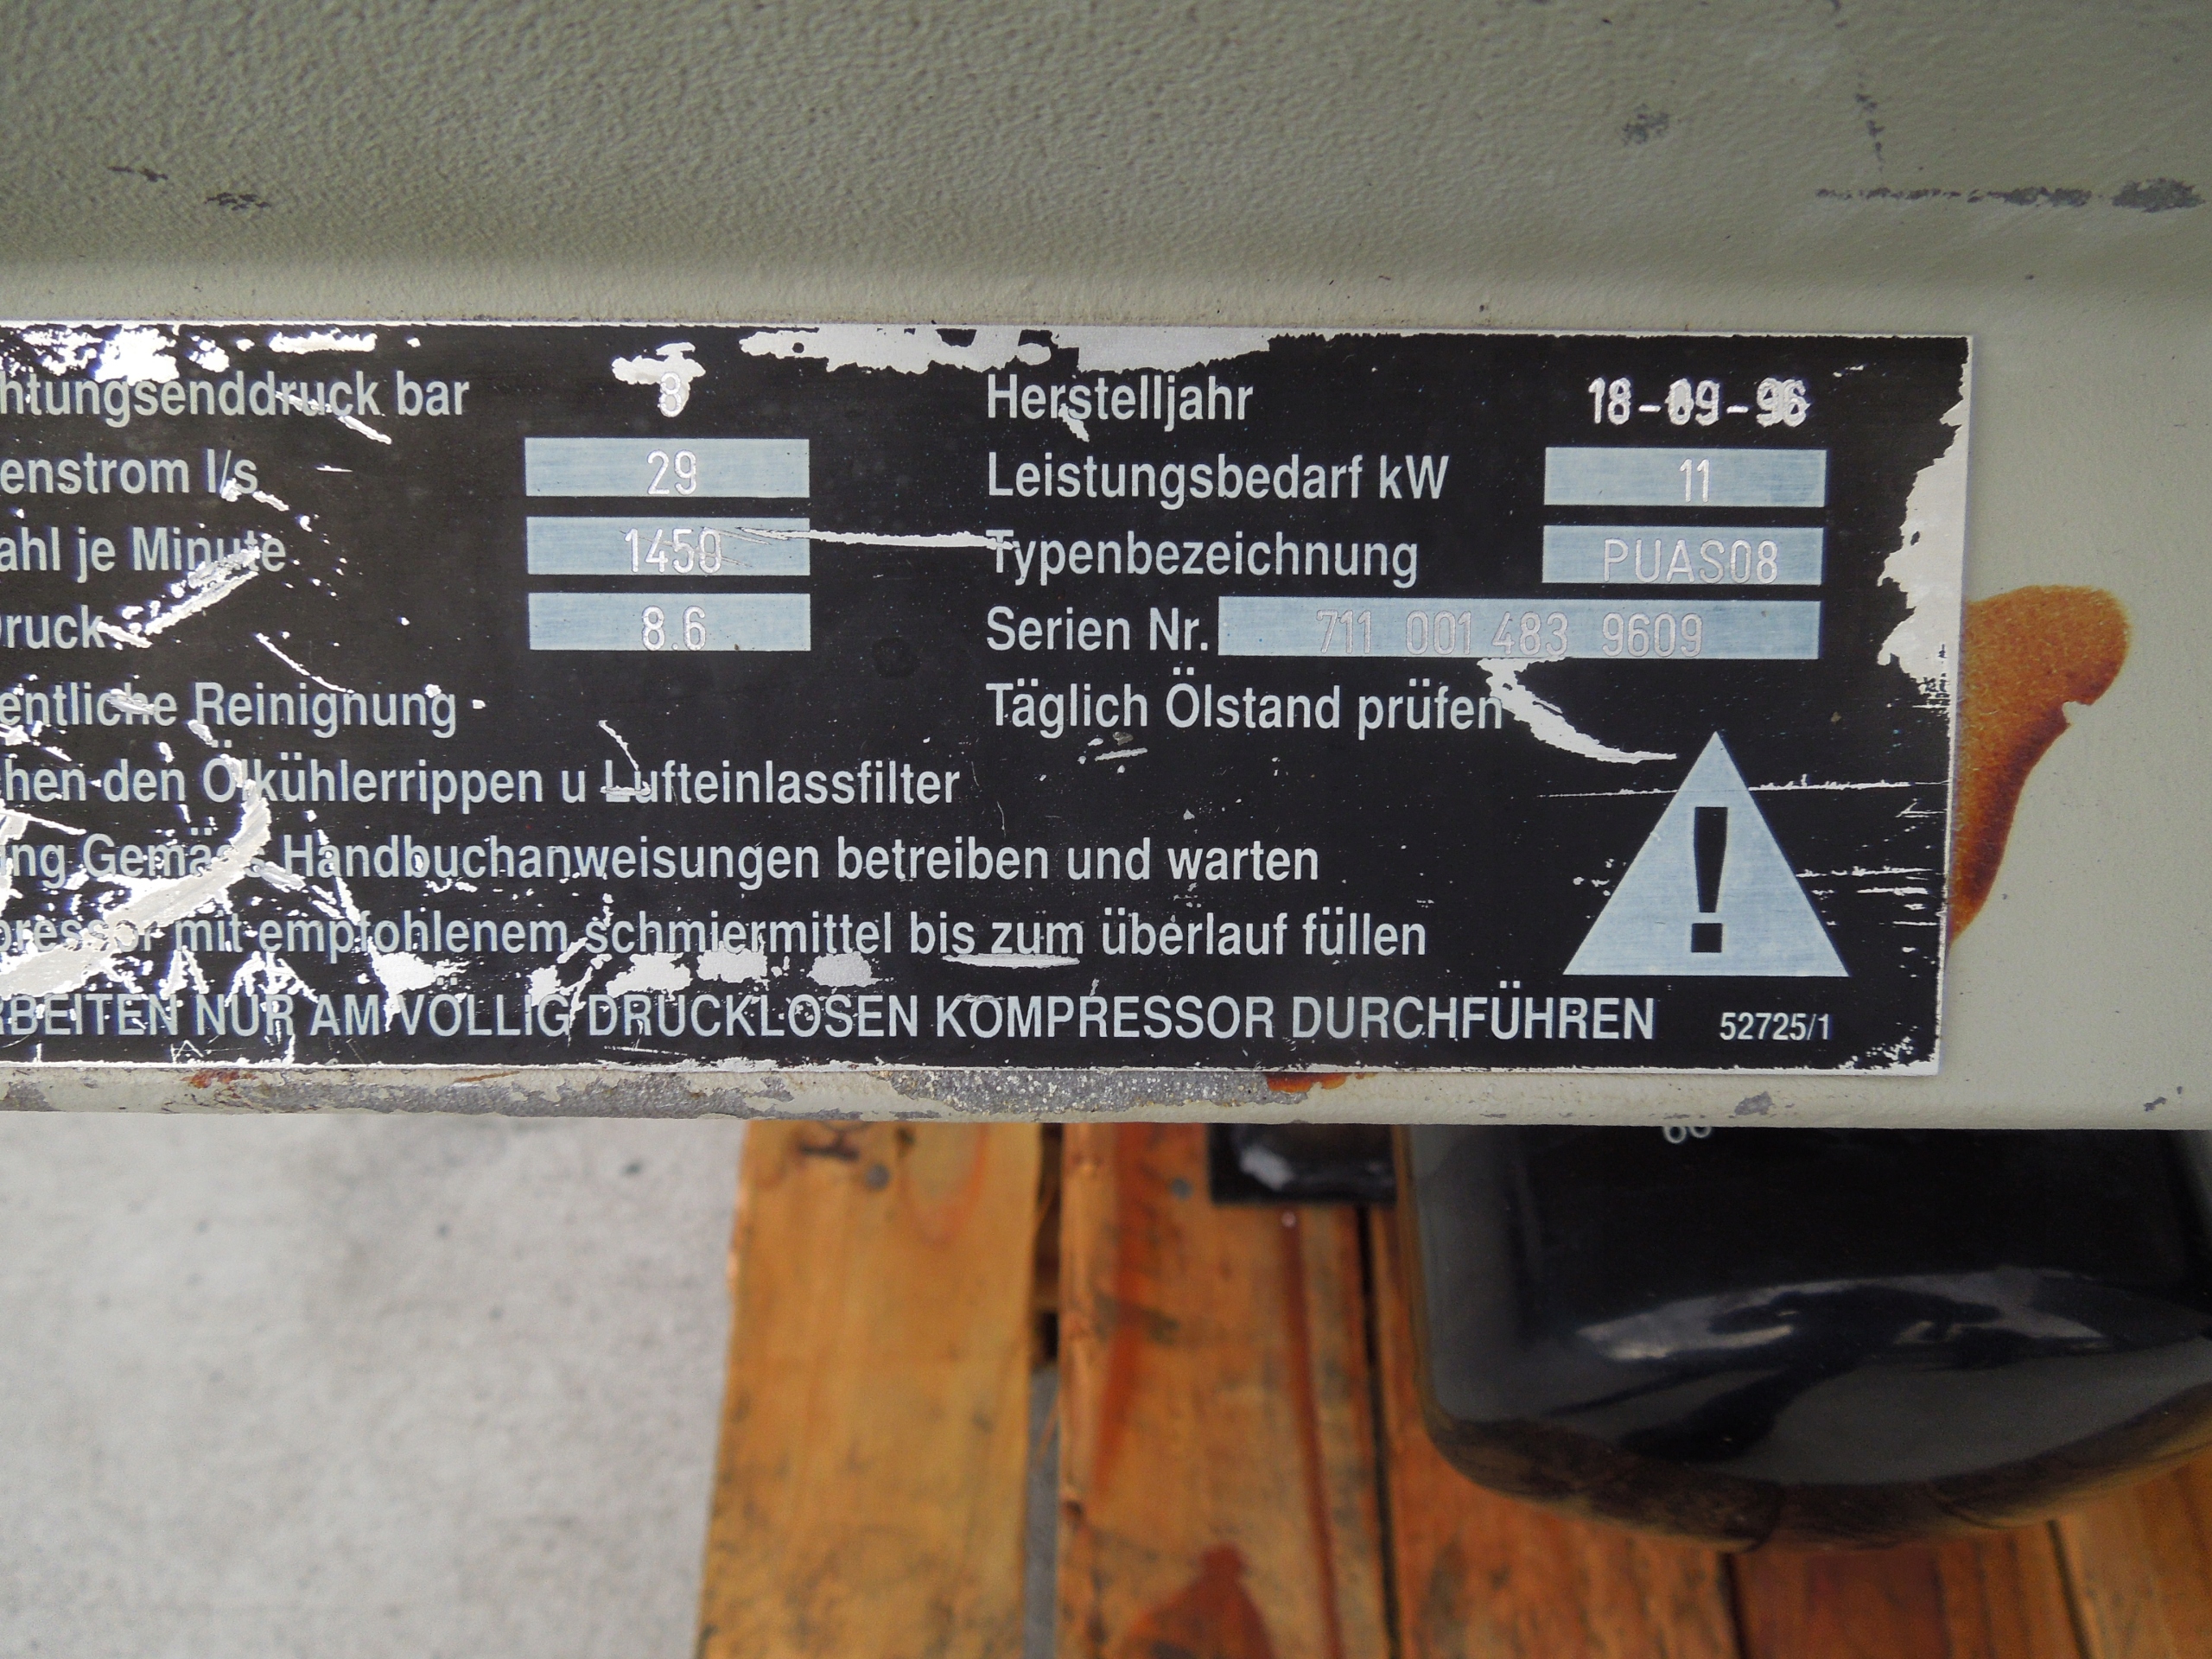 htungsenddruck bar 8 Herstelljahr 18-09-96
enstrom l/s 29 Leistungsbedarf kW 11
ahl je Minute 1450 Typenbezeichnung PUAS08
ruck 8.6 Serien Nr. 711 001 483 9609
entliche Reinignung Täglich Ölstand prüfen
hen den Ölkühlerrippen u Lufteinlassfilter
ng Gemäss Handbuchanweisungen betreiben und warten
pressor mit empfohlenem schmiermittel bis zum überlauf füllen
RBEITEN NUR AM VÖLLIG DRUCKLOSEN KOMPRESSOR DURCHFÜHREN 52725/1